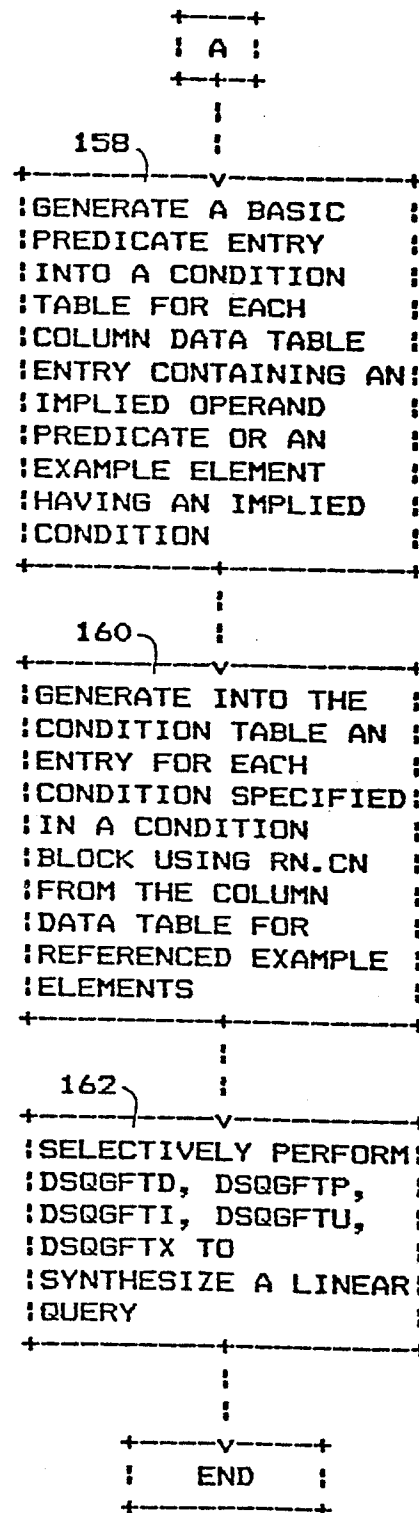 A
158
GENERATE A BASIC
PREDICATE ENTRY
INTO A CONDITION
TABLE FOR EACH
COLUMN DATA TABLE
ENTRY CONTAINING AN
IMPLIED OPERAND
PREDICATE OR AN
EXAMPLE ELEMENT
HAVING AN IMPLIED
CONDITION
160
GENERATE INTO THE
CONDITION TABLE AN
ENTRY FOR EACH
CONDITION SPECIFIED
IN A CONDITION
BLOCK USING RN.CN
FROM THE COLUMN
DATA TABLE FOR
REFERENCED EXAMPLE
ELEMENTS
162
SELECTIVELY PERFORM
DSQGFTD, DSQGFTP,
DSQGFTI, DSQGFTU,
DSQGFTX TO
SYNTHESIZE A LINEAR
QUERY
END